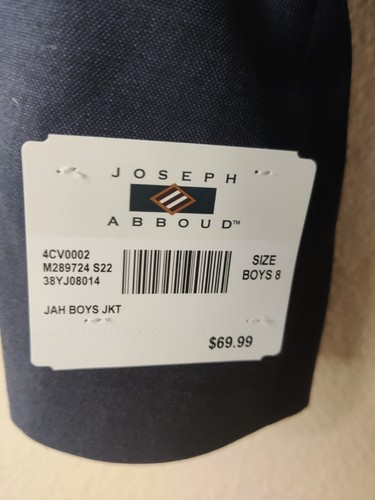 JOSEPH
ABBOUD™
4CV0002
M289724 S22
38YJ08014
SIZE
BOYS 8
JAH BOYS JKT
$69.99